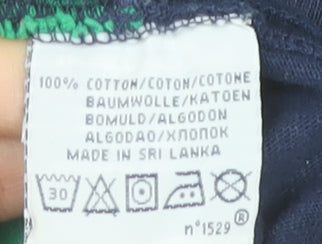 100% COTTON/COTON/COTONE
BAUMWOLLE/KATOEN
BOMULD/ALGODON
ALGODAO/ХЛОПОК
MADE IN SRI LANKA
30
n°1529®